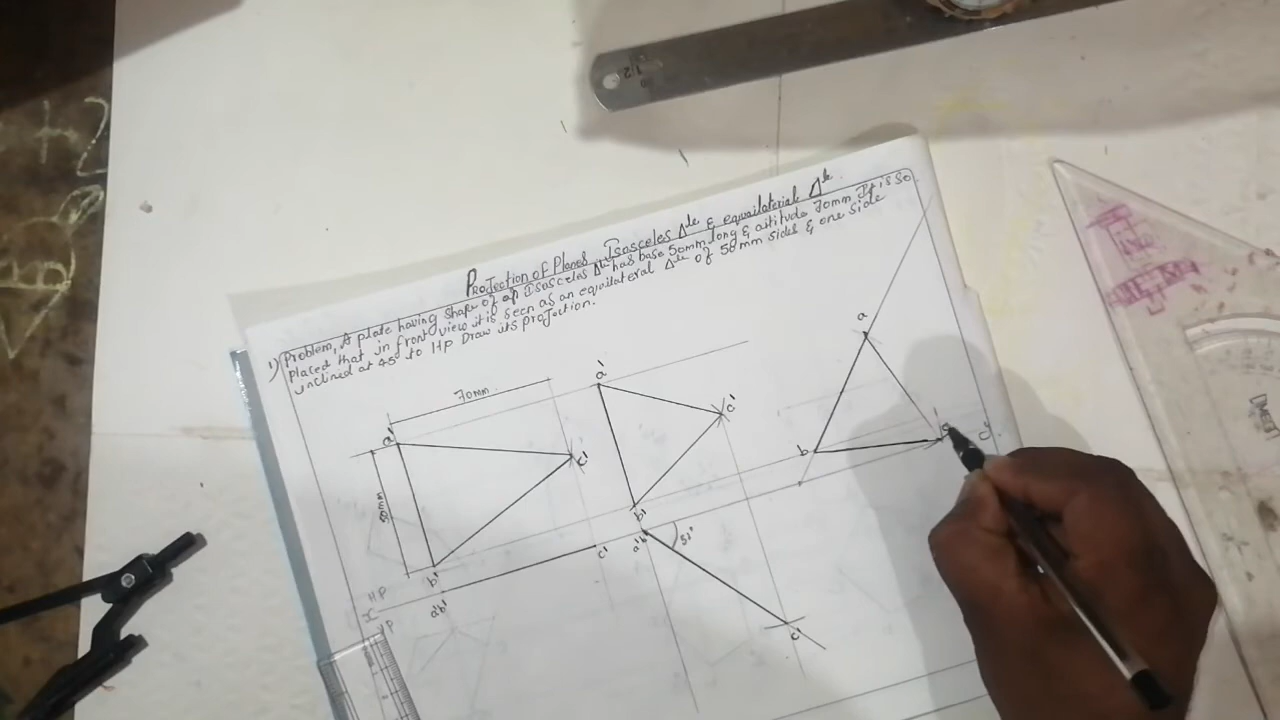 Projection of Planes, Isosceles Δle & equailaterial Δle.
1) Problem, A plate having shape of an Isosceles Δle has base 50mm long & altitude 70mm It is so
placed that in front view it is seen as an equilateral Δle of 50mm sides & one side
inclined at 45° to HP Draw its projection.
70mm
a'
a'
a
c'
c'
c
c'
50mm
b
b'
b'
a'b'
c'
a'b'
51°
c'
HP
x
VP